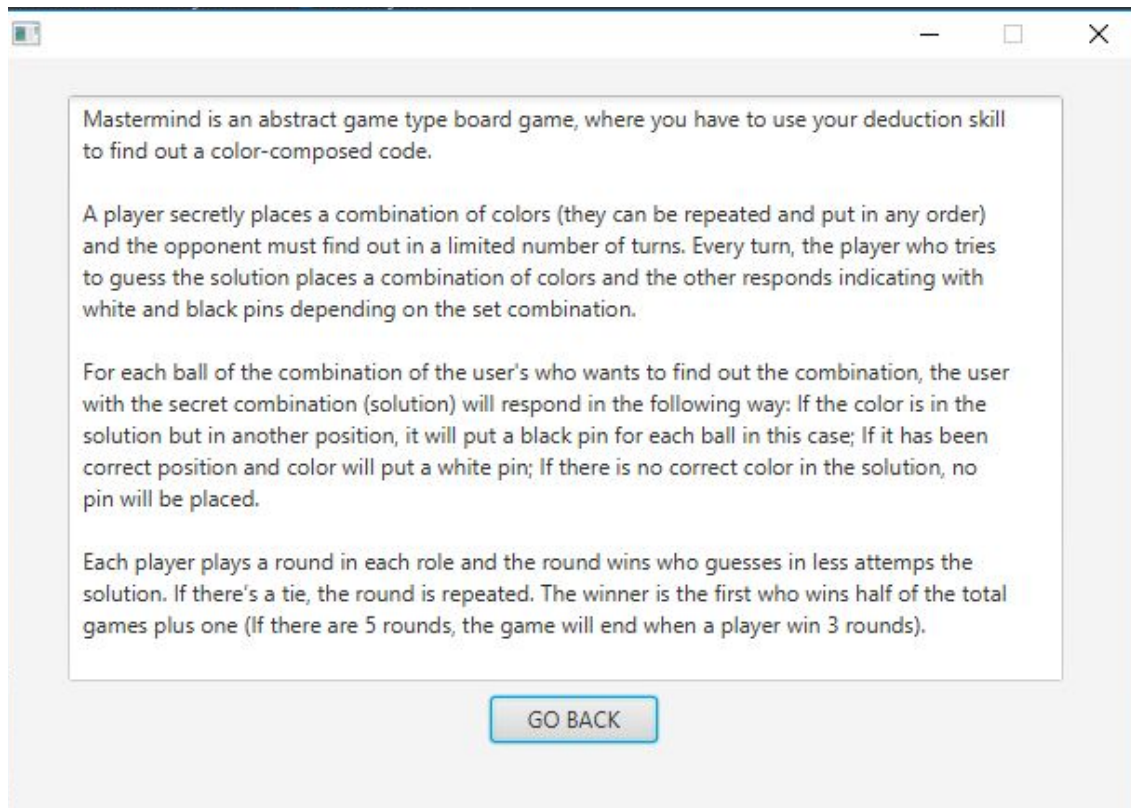 Mastermind is an abstract game type board game, where you have to use your deduction skill
to find out a color-composed code.
A player secretly places a combination of colors (they can be repeated and put in any order)
and the opponent must find out in a limited number of turns. Every turn, the player who tries
to guess the solution places a combination of colors and the other responds indicating with
white and black pins depending on the set combination.
For each ball of the combination of the user's who wants to find out the combination, the user
with the secret combination (solution) will respond in the following way: If the color is in the
solution but in another position, it will put a black pin for each ball in this case; If it has been
correct position and color will put a white pin; If there is no correct color in the solution, no
pin will be placed.
Each player plays a round in each role and the round wins who guesses in less attemps the
solution. If there's a tie, the round is repeated. The winner is the first who wins half of the total
games plus one (If there are 5 rounds, the game will end when a player win 3 rounds).
GO BACK